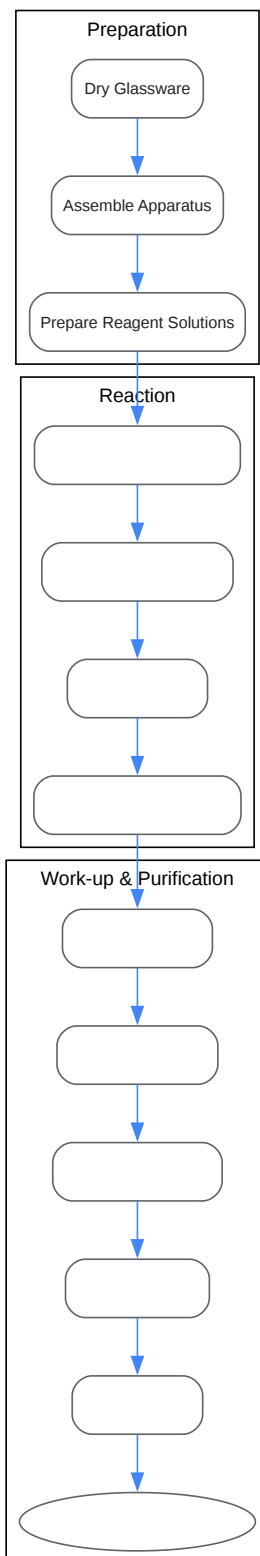 Preparation
Dry Glassware
Assemble Apparatus
Prepare Reagent Solutions
Reaction
Work-up & Purification